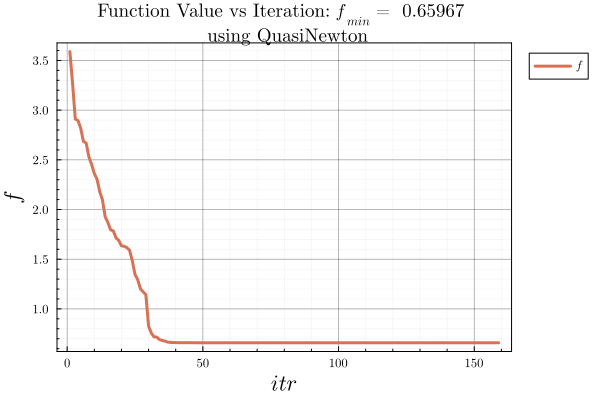 Function Value vs Iteration: f_min = 0.65967
using QuasiNewton
f
3.5
3.0
2.5
2.0
1.5
1.0
f
0
50
100
150
itr